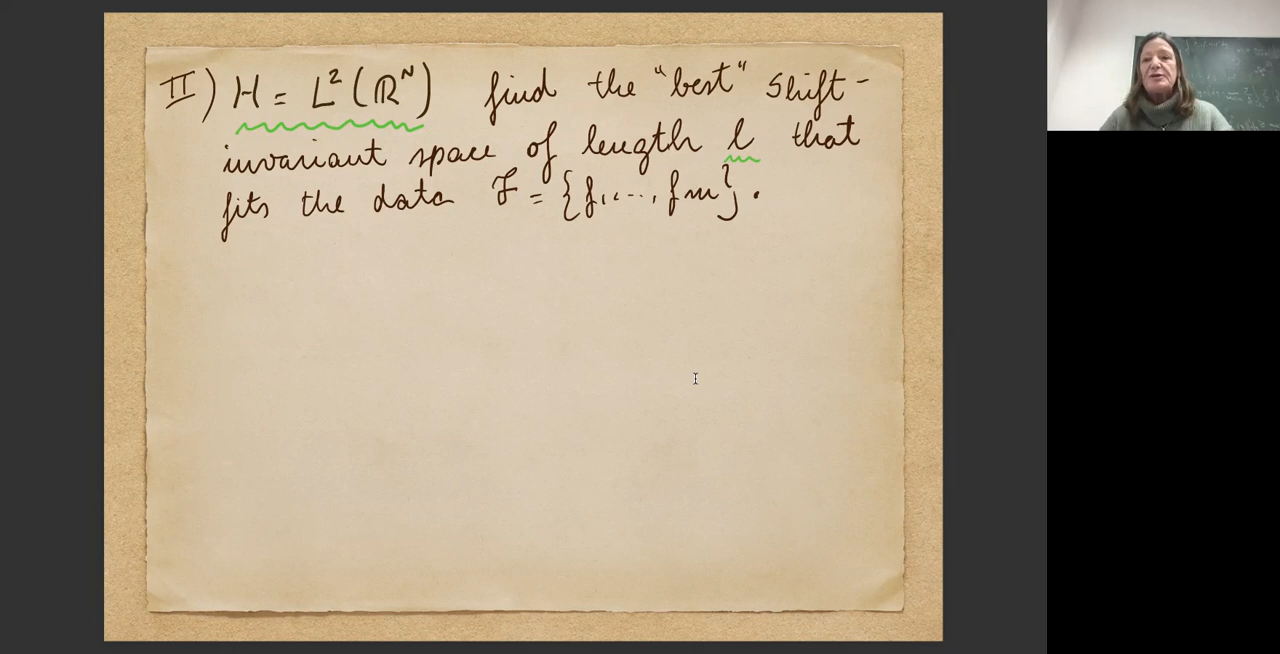 II) H = L²(ℝᴺ) find the "best" Shift-
invariant space of length l that
fits the data ℱ = {f₁, ..., fm}.